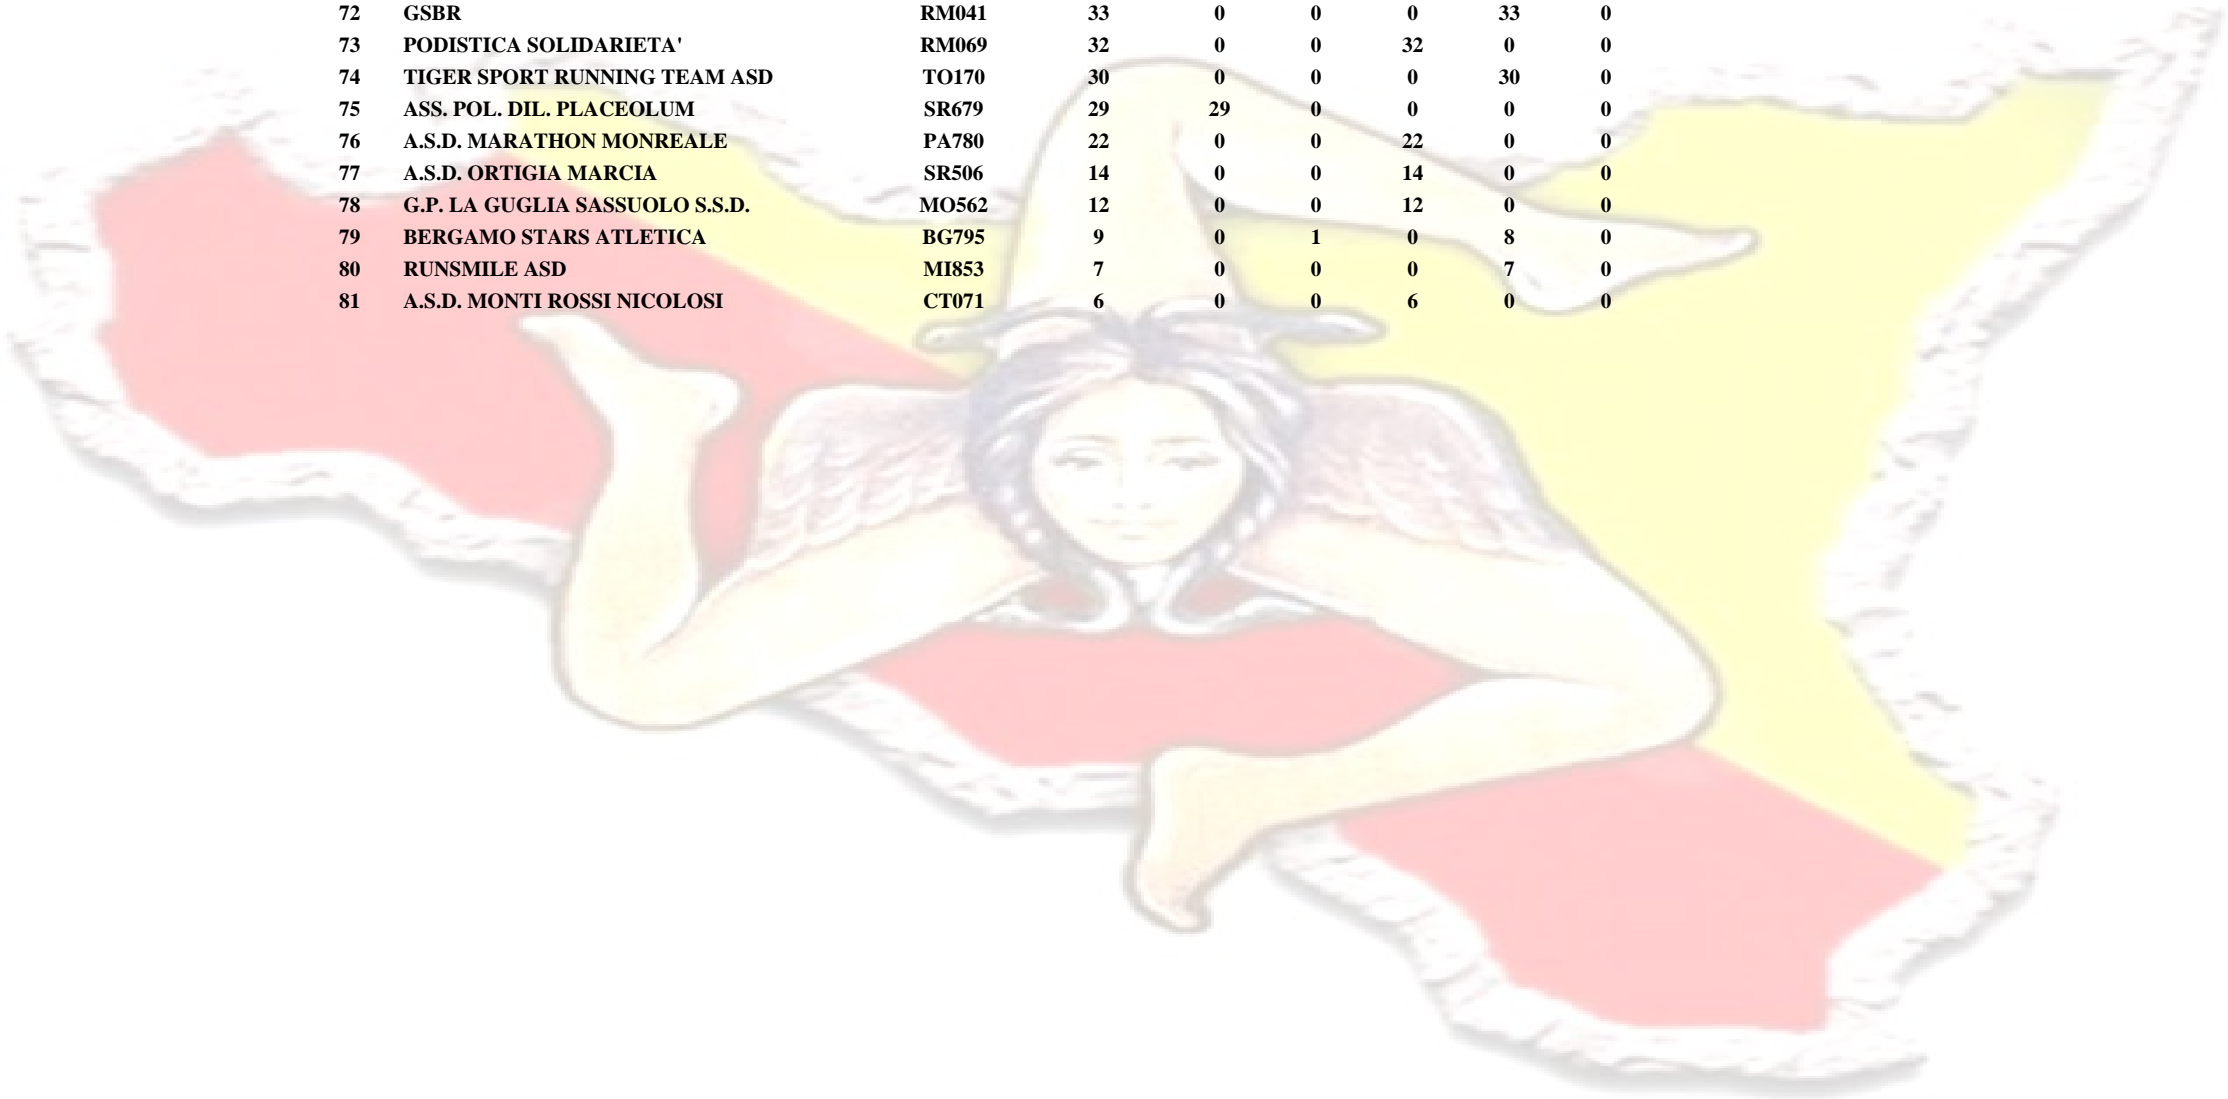 72 GSBR RM041 33 0 0 0 33 0
73 PODISTICA SOLIDARIETA' RM069 32 0 0 32 0 0
74 TIGER SPORT RUNNING TEAM ASD TO170 30 0 0 0 30 0
75 ASS. POL. DIL. PLACEOLUM SR679 29 29 0 0 0 0
76 A.S.D. MARATHON MONREALE PA780 22 0 0 22 0 0
77 A.S.D. ORTIGIA MARCIA SR506 14 0 0 14 0 0
78 G.P. LA GUGLIA SASSUOLO S.S.D. MO562 12 0 0 12 0 0
79 BERGAMO STARS ATLETICA BG795 9 0 1 0 8 0
80 RUNSMILE ASD MI853 7 0 0 0 7 0
81 A.S.D. MONTI ROSSI NICOLOSI CT071 6 0 0 6 0 0